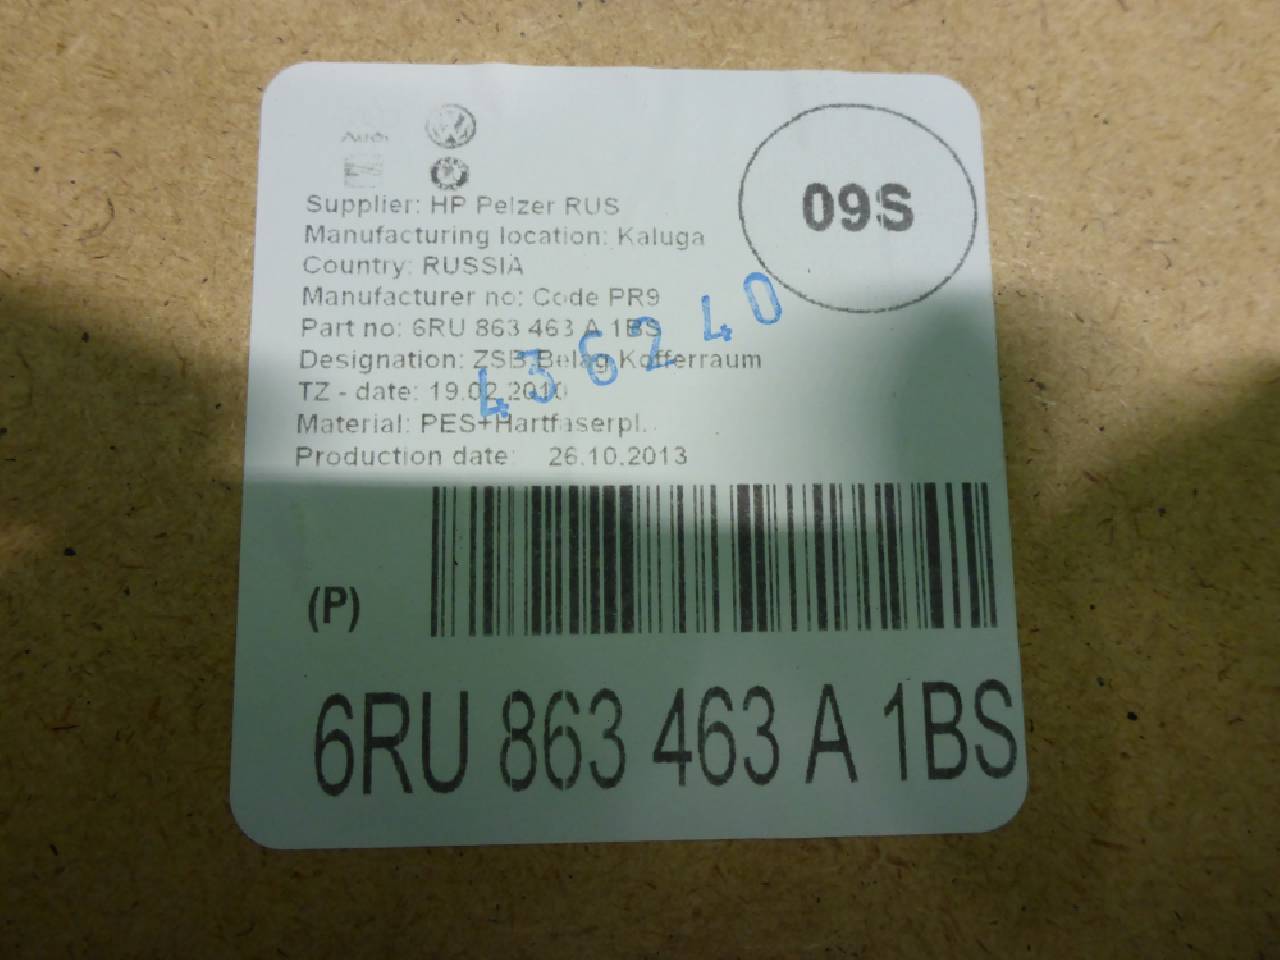 Audi
09S
Supplier: HP Pelzer RUS
Manufacturing location: Kaluga
Country: RUSSIA
Manufacturer no: Code PR9
Part no: 6RU 863 463 A 1BS
Designation: ZSB.Belag Kofferraum
TZ - date: 19.02.2010
Material: PES+Hartfaserpl..
Production date: 26.10.2013
436240
(P)
6RU 863 463 A 1BS